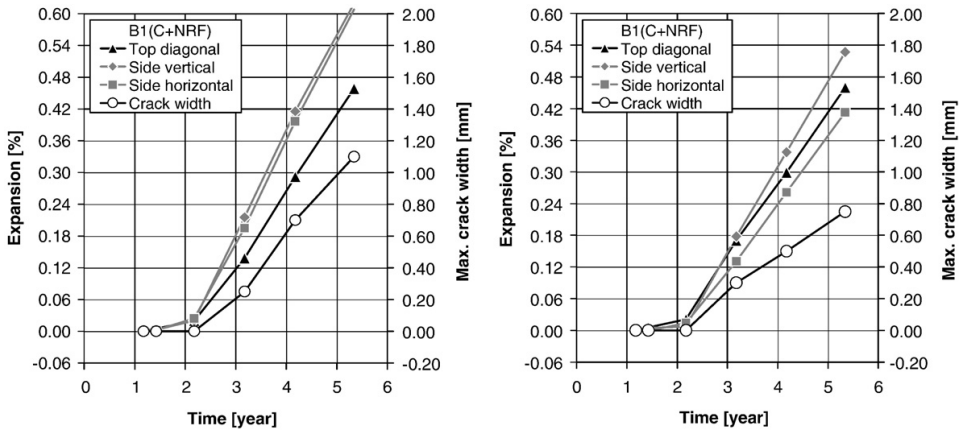 B1(C+NRF)
Top diagonal
Side vertical
Side horizontal
Crack width
Expansion [%]
0.60
0.54
0.48
0.42
0.36
0.30
0.24
0.18
0.12
0.06
0.00
-0.06
2.00
1.80
1.60
1.40
1.20
1.00
0.80
0.60
0.40
0.20
0.00
-0.20
Max. crack width [mm]
0 1 2 3 4 5 6
Time [year]
B1(C+NRF)
Top diagonal
Side vertical
Side horizontal
Crack width
Expansion [%]
0.60
0.54
0.48
0.42
0.36
0.30
0.24
0.18
0.12
0.06
0.00
-0.06
2.00
1.80
1.60
1.40
1.20
1.00
0.80
0.60
0.40
0.20
0.00
-0.20
Max. crack width [mm]
0 1 2 3 4 5 6
Time [year]